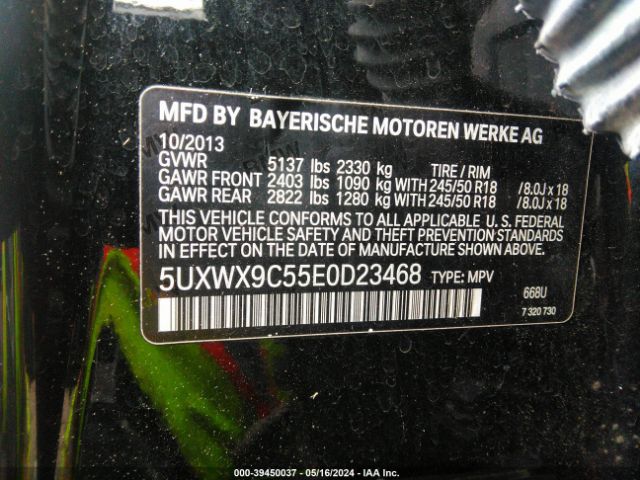 MFD BY BAYERISCHE MOTOREN WERKE AG
10/2013
GVWR 5137 lbs 2330 kg TIRE / RIM
GAWR FRONT 2403 lbs 1090 kg WITH 245/50 R18 /8.0J x 18
GAWR REAR 2822 lbs 1280 kg WITH 245/50 R18 /8.0J x 18
THIS VEHICLE CONFORMS TO ALL APPLICABLE U.S. FEDERAL
MOTOR VEHICLE SAFETY AND THEFT PREVENTION STANDARDS
IN EFFECT ON THE DATE OF MANUFACTURE SHOWN ABOVE.
5UXWX9C55E0D23468 TYPE: MPV
668U
7 320 730
000-39450037 - 05/16/2024 - IAA Inc.